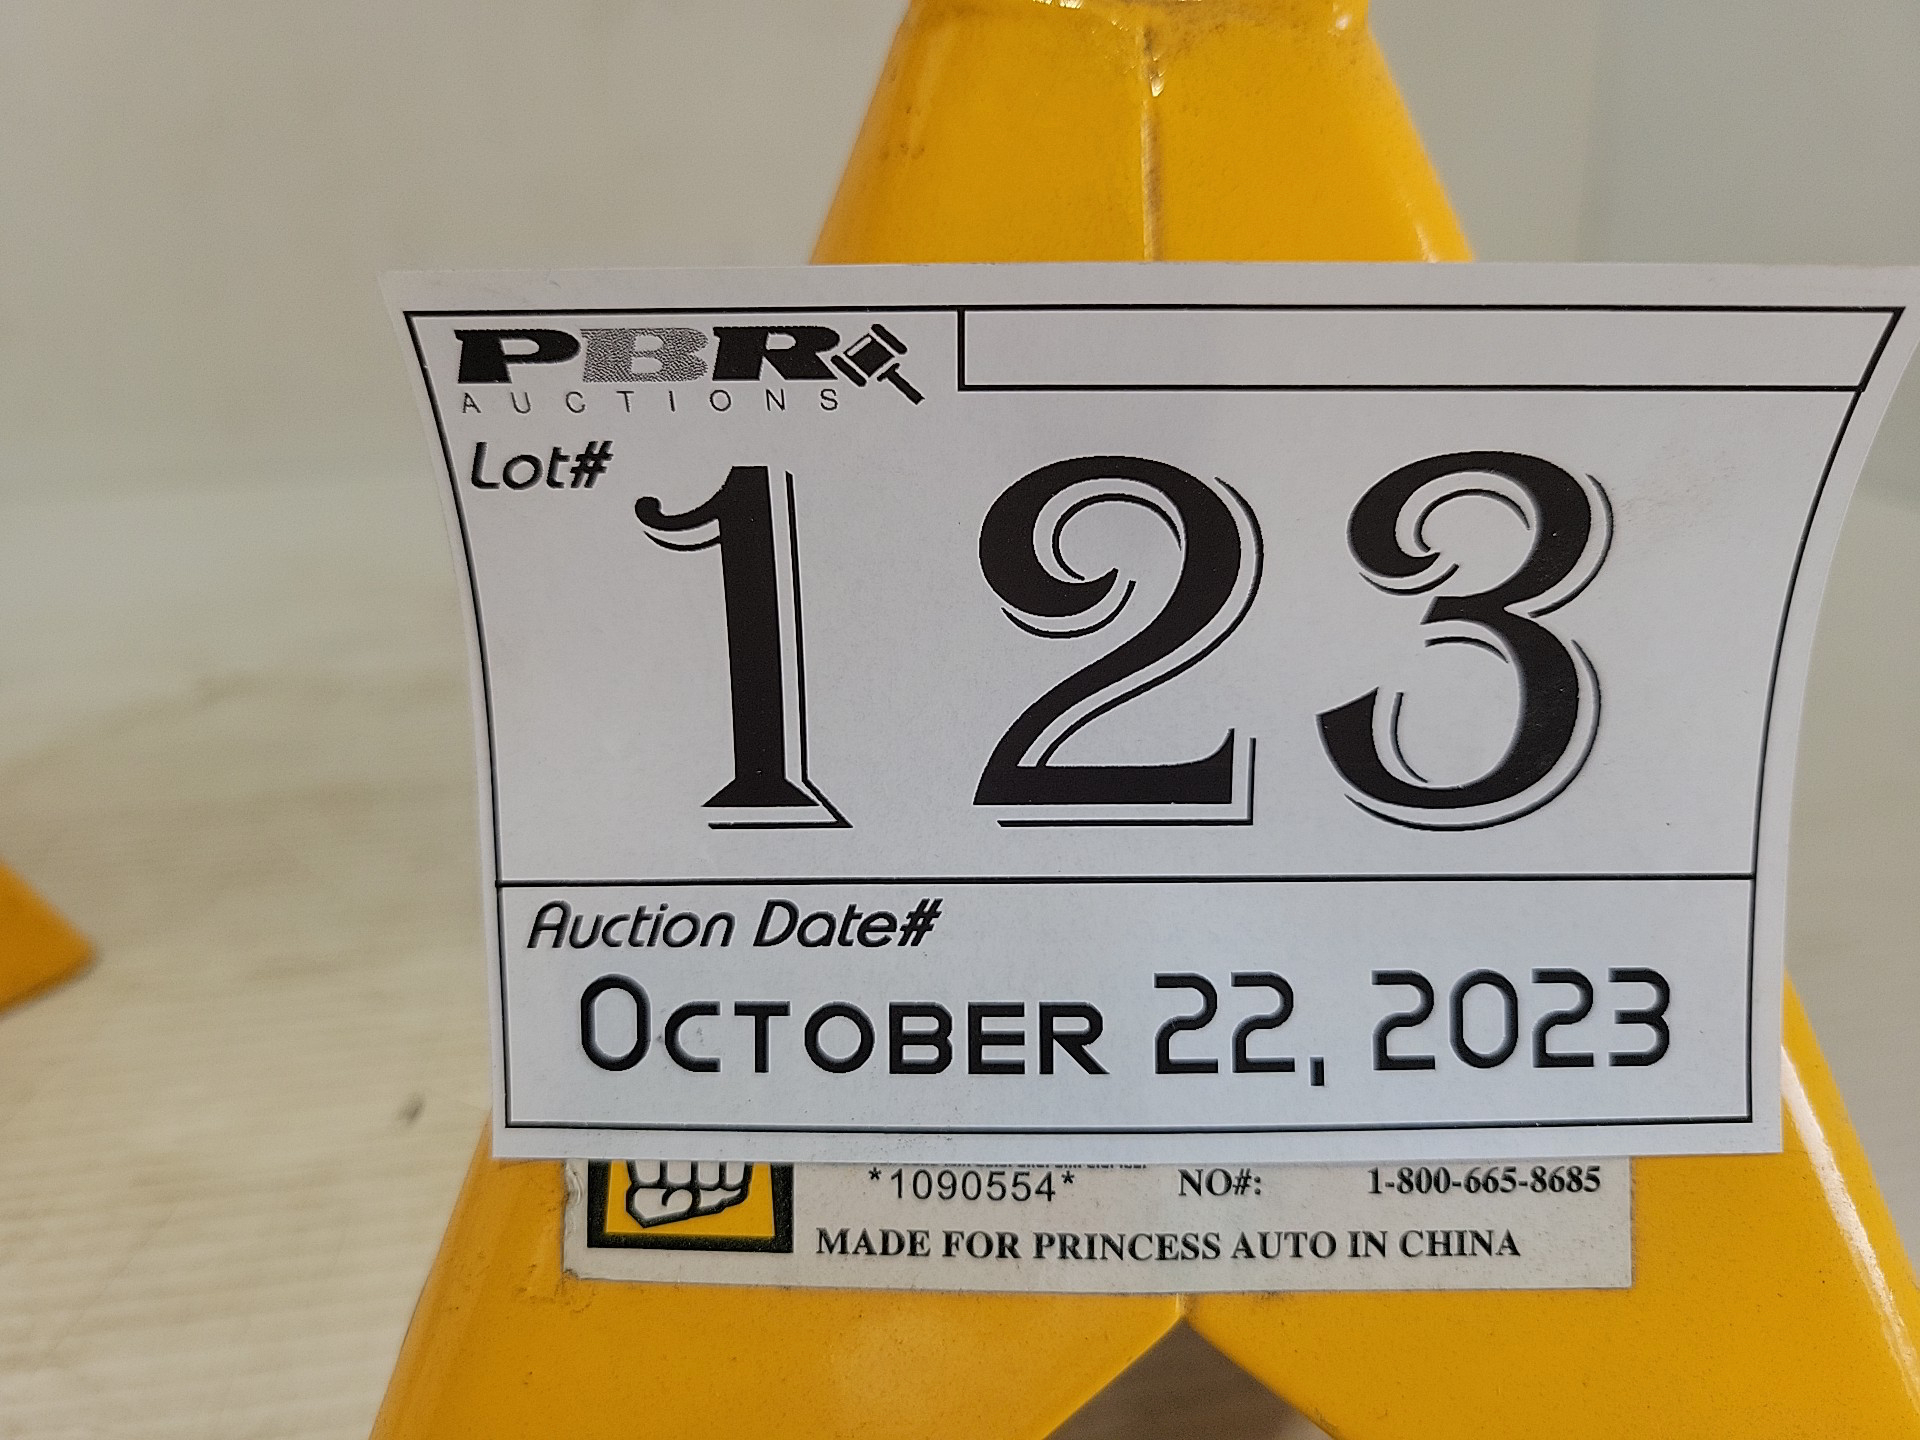 PBR
AUCTIONS
Lot#
123
Auction Date#
OCTOBER 22, 2023
*1090554* NO#: 1-800-665-8685
MADE FOR PRINCESS AUTO IN CHINA